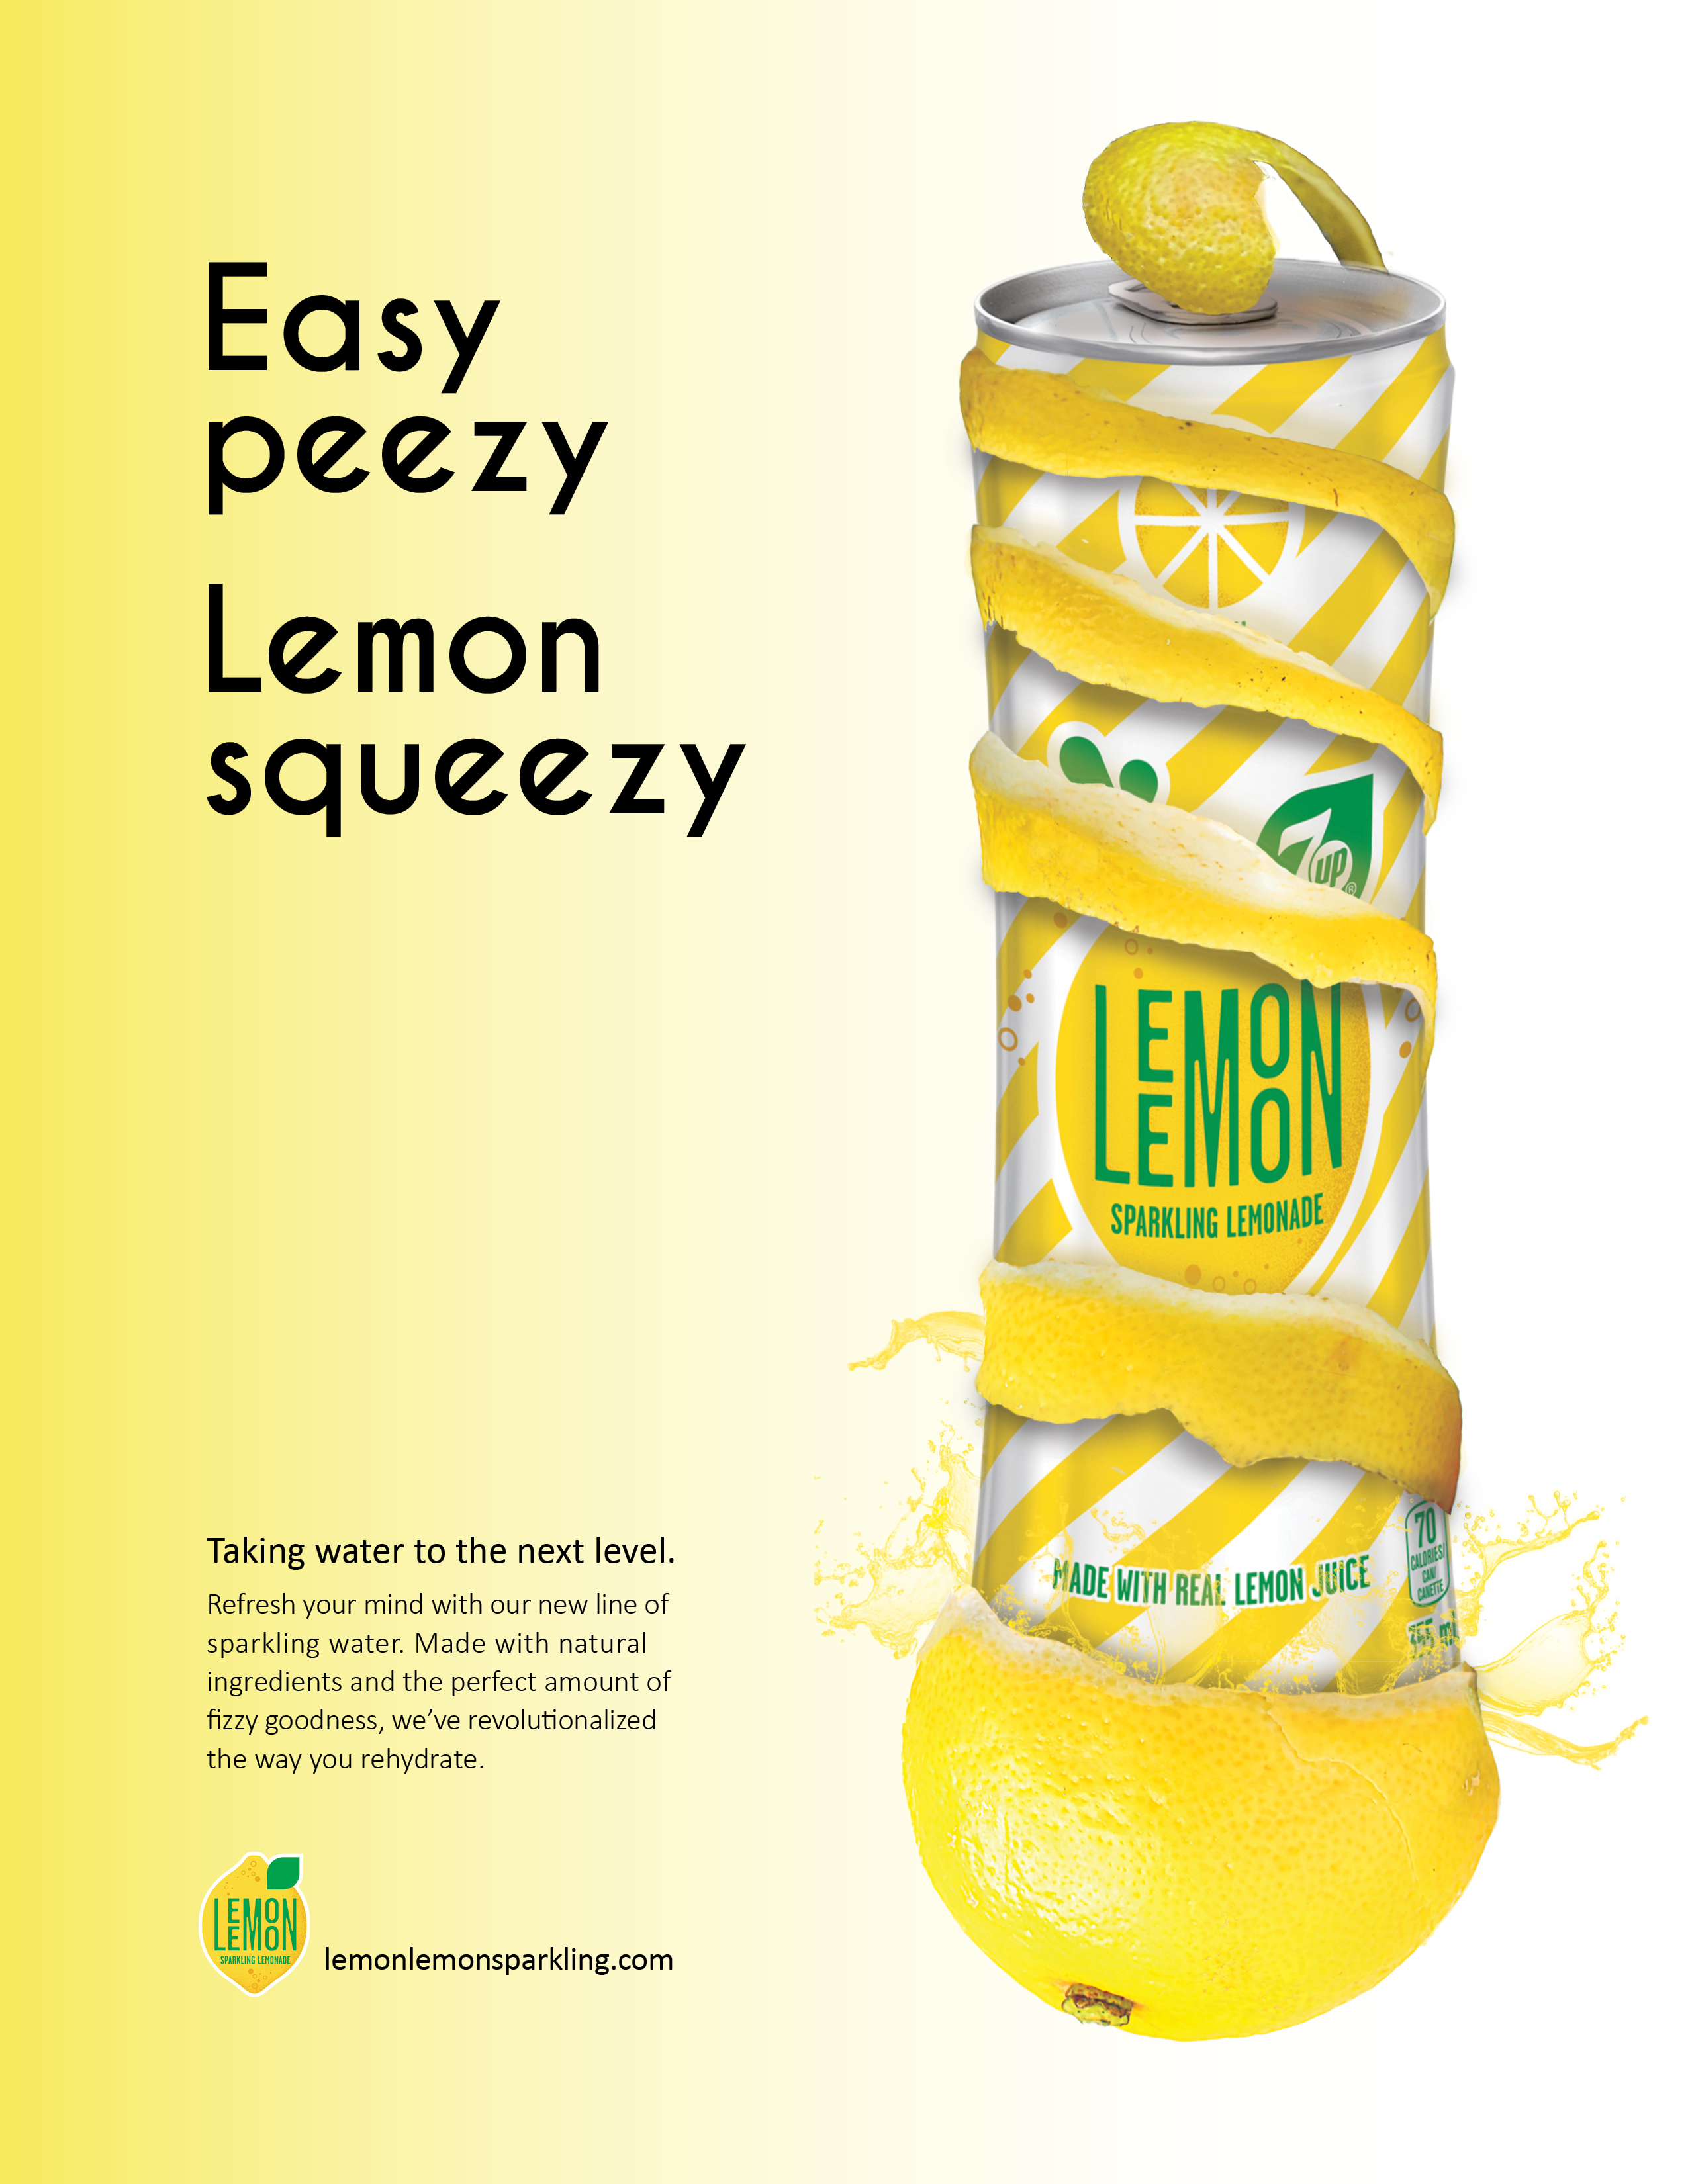 Easy
peezy
Lemon
squeezy
7UP®
LEMON
LEMON
SPARKLING LEMONADE
70
CALORIES/
CAN/
CANETTE
MADE WITH REAL LEMON JUICE
355 mL
Taking water to the next level.
Refresh your mind with our new line of
sparkling water. Made with natural
ingredients and the perfect amount of
fizzy goodness, we’ve revolutionalized
the way you rehydrate.
LEMON
LEMON
SPARKLING LEMONADE
lemonlemonsparkling.com